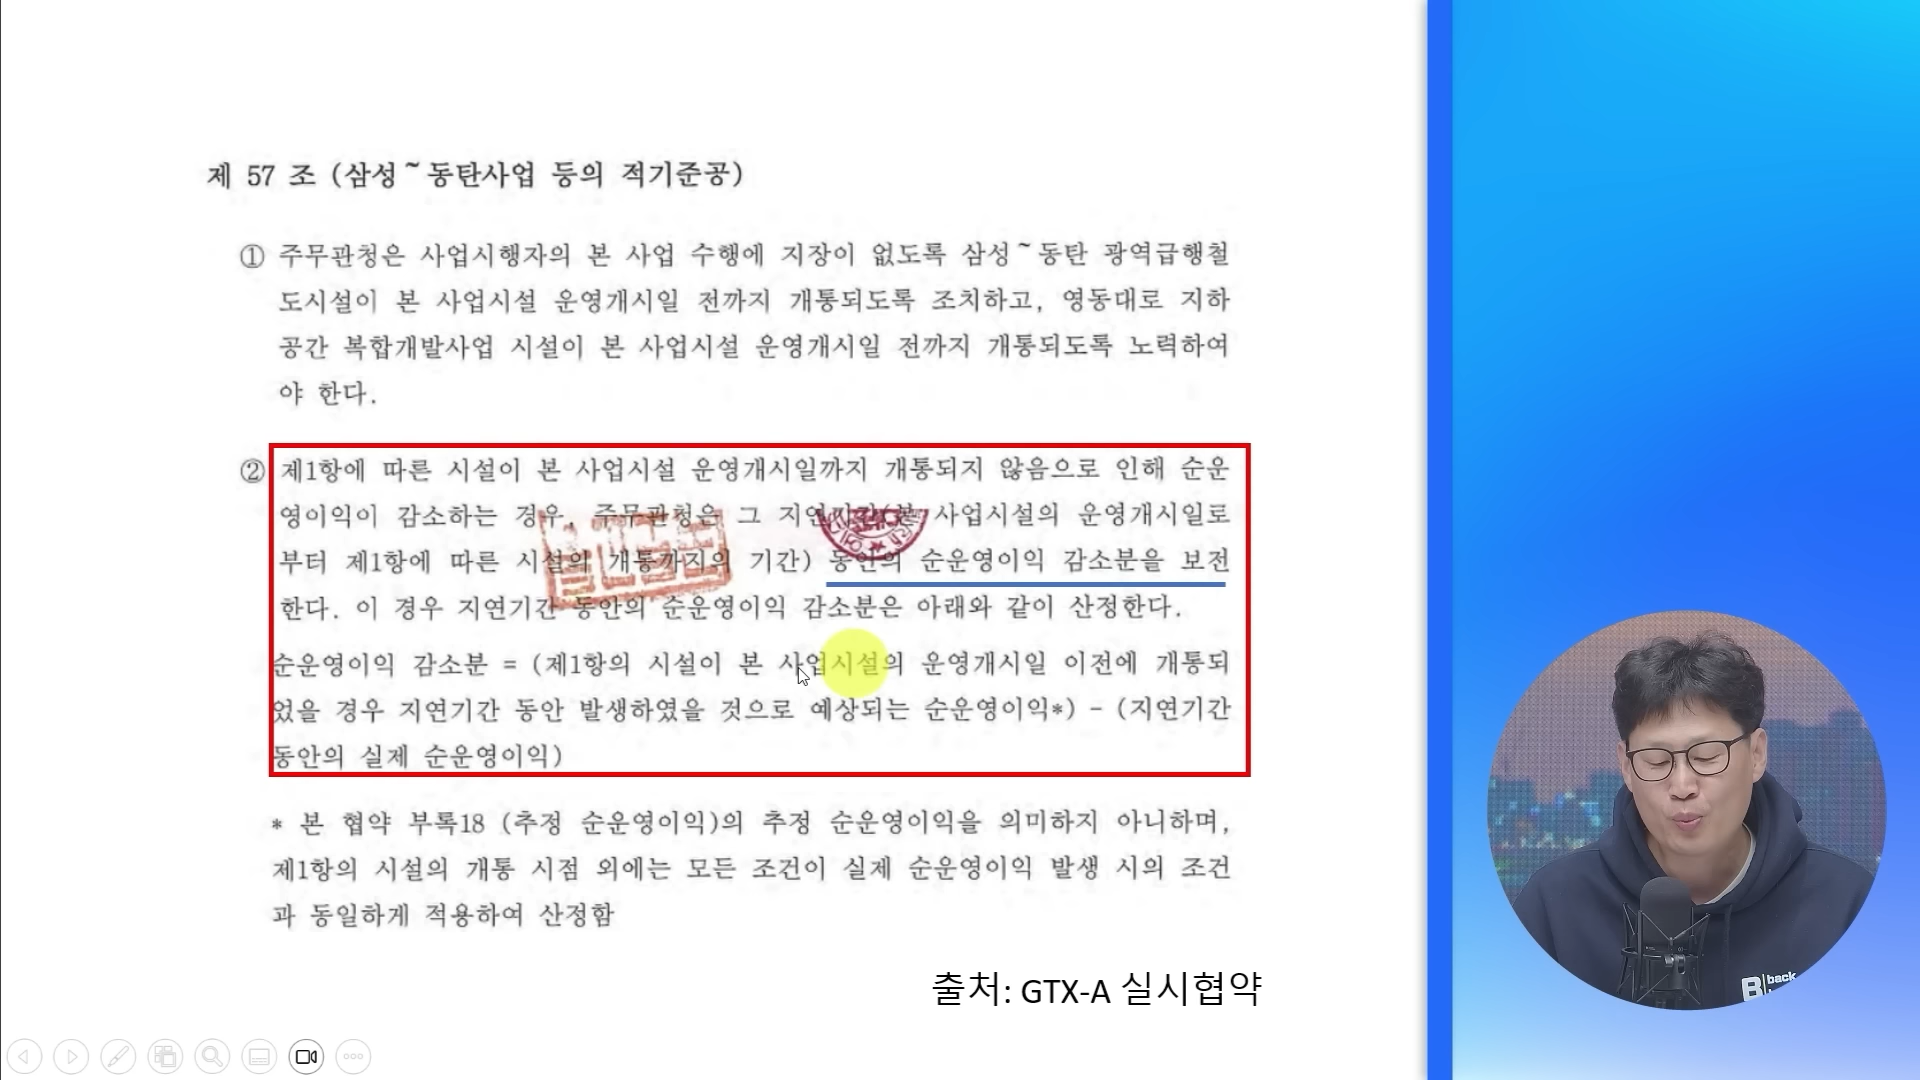 제 57 조 (삼성~동탄사업 등의 적기준공)
① 주무관청은 사업시행자의 본 사업 수행에 지장이 없도록 삼성~동탄 광역급행철
도시설이 본 사업시설 운영개시일 전까지 개통되도록 조치하고, 영동대로 지하
공간 복합개발사업 시설이 본 사업시설 운영개시일 전까지 개통되도록 노력하여
야 한다.
② 제1항에 따른 시설이 본 사업시설 운영개시일까지 개통되지 않음으로 인해 순운
영이익이 감소하는 경우, 주무관청은 그 지연기간(본 사업시설의 운영개시일로
부터 제1항에 따른 시설의 개통까지의 기간) 동안의 순운영이익 감소분을 보전
한다. 이 경우 지연기간 동안의 순운영이익 감소분은 아래와 같이 산정한다.
순운영이익 감소분 = (제1항의 시설이 본 사업시설의 운영개시일 이전에 개통되
었을 경우 지연기간 동안 발생하였을 것으로 예상되는 순운영이익*) - (지연기간
동안의 실제 순운영이익)
* 본 협약 부록18 (추정 순운영이익)의 추정 순운영이익을 의미하지 아니하며,
제1항의 시설의 개통 시점 외에는 모든 조건이 실제 순운영이익 발생 시의 조건
과 동일하게 적용하여 산정함
출처: GTX-A 실시협약
B back